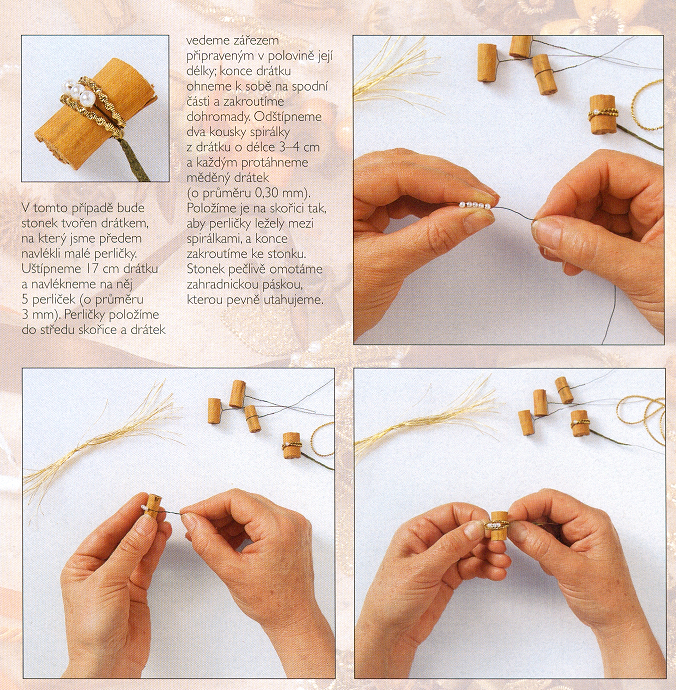 V tomto případě bude
stonek tvořen drátkem,
na který jsme předem
navlékli malé perličky.
Uštípneme 17 cm drátku
a navlékneme na něj
5 perliček (o průměru
3 mm). Perličky položíme
do středu skořice a drátek
vedeme zářezem
připraveným v polovině její
délky; konce drátku
ohneme k sobě na spodní
části a zakroutíme
dohromady. Odštípneme
dva kousky spirálky
z drátku o délce 3–4 cm
a každým protáhneme
měděný drátek
(o průměru 0,30 mm).
Položíme je na skořici tak,
aby perličky ležely mezi
spirálkami, a konce
zakroutíme ke stonku.
Stonek pečlivě omotáme
zahradnickou páskou,
kterou pevně utahujeme.